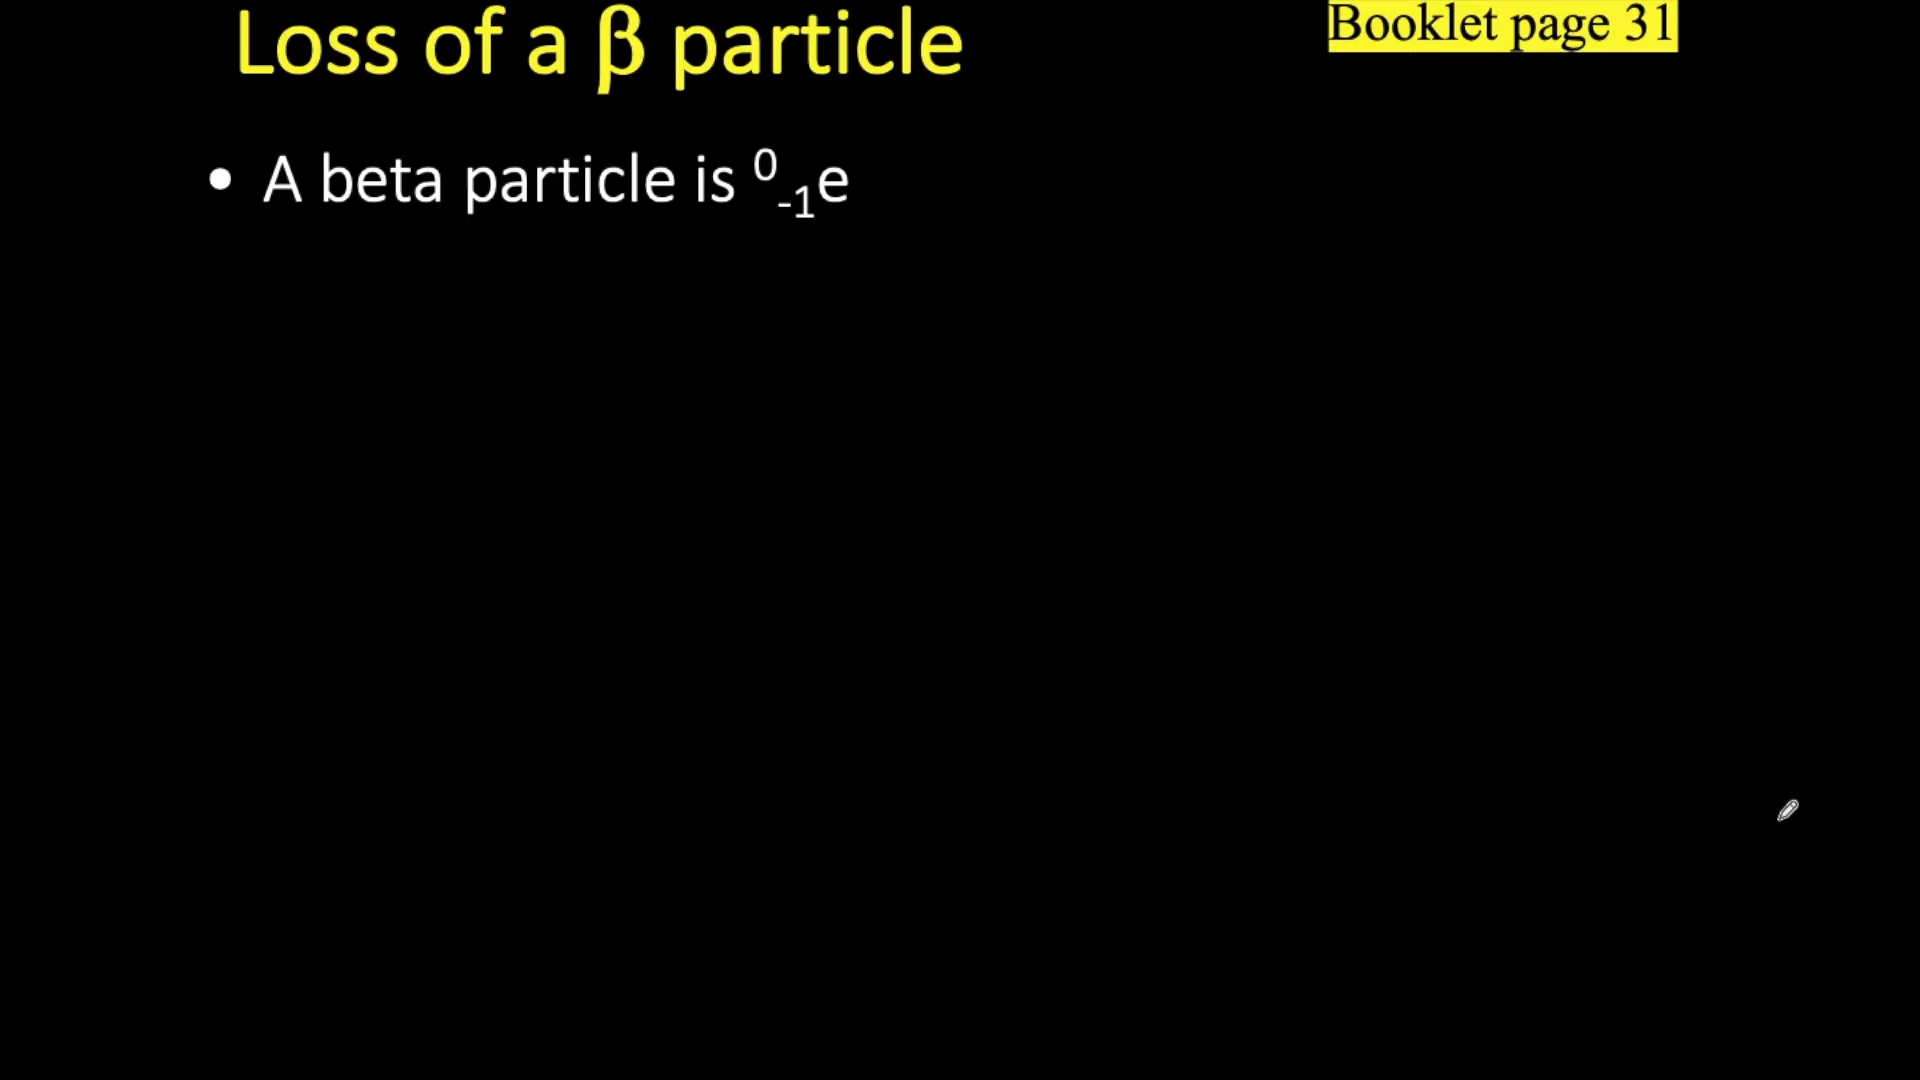 Loss of a β particle
Booklet page 31
• A beta particle is ⁰₋₁e